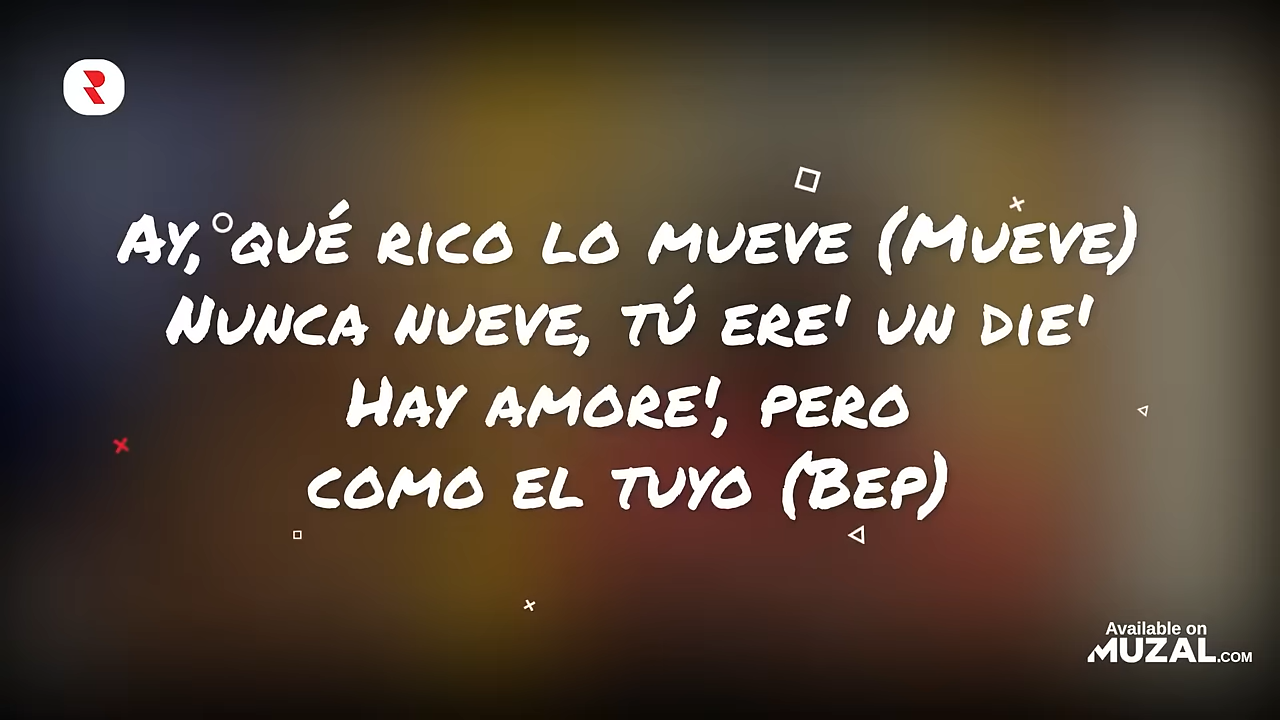 Ay, qué rico lo mueve (Mueve)
Nunca nueve, tú ere' un die'
Hay amore', pero
como el tuyo (Bep)
Available on
MUZAL.COM